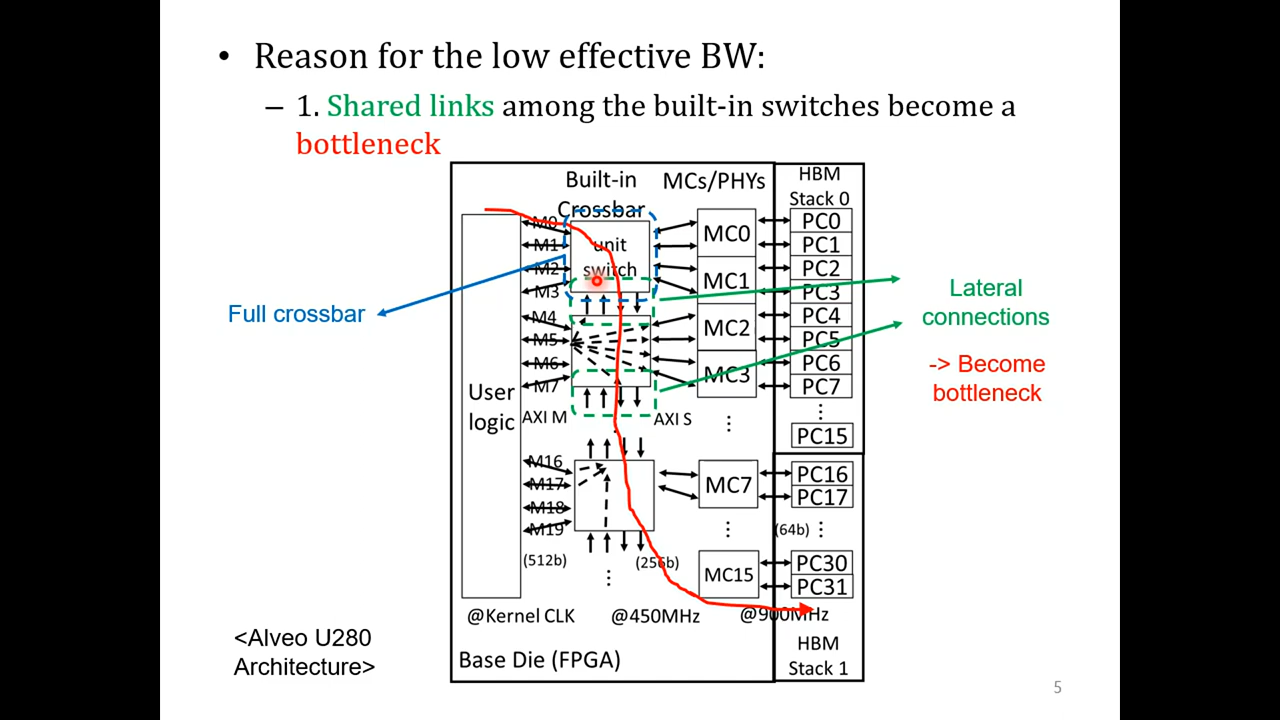 • Reason for the low effective BW:
– 1. Shared links among the built-in switches become a
bottleneck
Built-in
Crossbar
MCs/PHYs
HBM
Stack 0
M0
M1
M2
M3
unit
switch
MC0
MC1
PC0
PC1
PC2
PC3
Full crossbar
Lateral
connections
-> Become
bottleneck
M4
M5
M6
M7
MC2
MC3
PC4
PC5
PC6
PC7
⋮
PC15
User
logic
AXI M
AXI S
⋮
M16
M17
M18
M19
MC7
⋮
PC16
PC17
(64b)
⋮
(512b)
(256b)
⋮
MC15
PC30
PC31
@Kernel CLK
@450MHz
@900MHz
<Alveo U280
Architecture>
Base Die (FPGA)
HBM
Stack 1
5